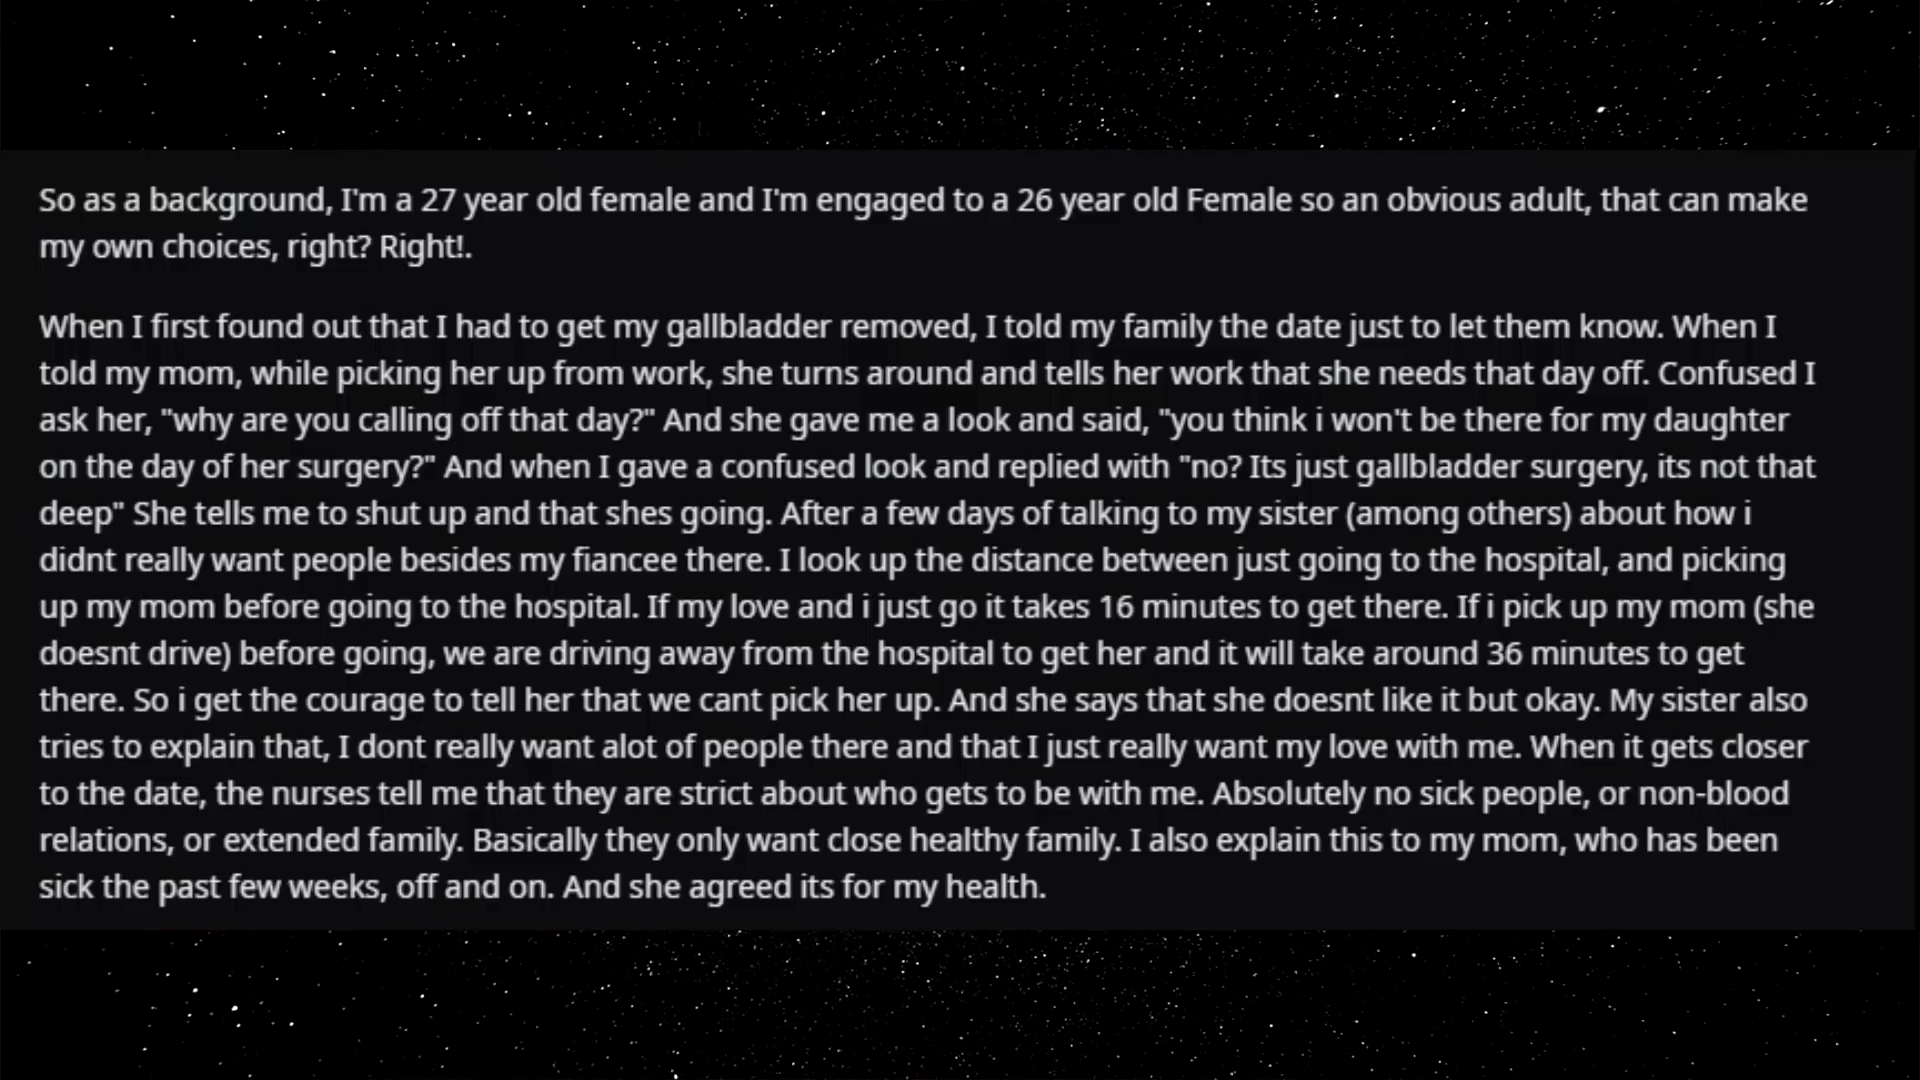 So as a background, I'm a 27 year old female and I'm engaged to a 26 year old Female so an obvious adult, that can make
my own choices, right? Right!.
When I first found out that I had to get my gallbladder removed, I told my family the date just to let them know. When I
told my mom, while picking her up from work, she turns around and tells her work that she needs that day off. Confused I
ask her, "why are you calling off that day?" And she gave me a look and said, "you think i won't be there for my daughter
on the day of her surgery?" And when I gave a confused look and replied with "no? Its just gallbladder surgery, its not that
deep" She tells me to shut up and that shes going. After a few days of talking to my sister (among others) about how i
didnt really want people besides my fiancee there. I look up the distance between just going to the hospital, and picking
up my mom before going to the hospital. If my love and i just go it takes 16 minutes to get there. If i pick up my mom (she
doesnt drive) before going, we are driving away from the hospital to get her and it will take around 36 minutes to get
there. So i get the courage to tell her that we cant pick her up. And she says that she doesnt like it but okay. My sister also
tries to explain that, I dont really want alot of people there and that I just really want my love with me. When it gets closer
to the date, the nurses tell me that they are strict about who gets to be with me. Absolutely no sick people, or non-blood
relations, or extended family. Basically they only want close healthy family. I also explain this to my mom, who has been
sick the past few weeks, off and on. And she agreed its for my health.